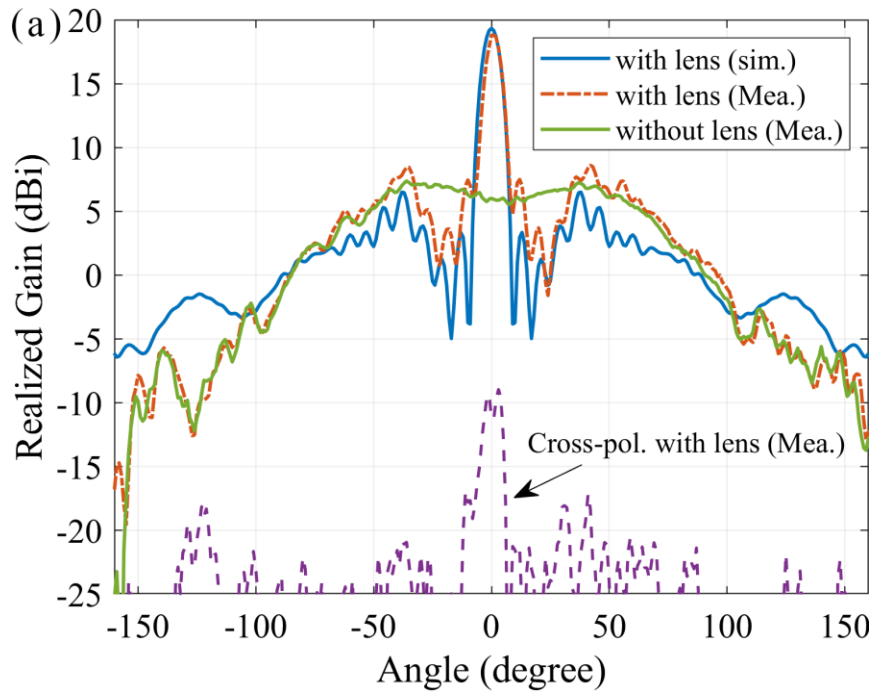 (a)
20
15
10
5
0
-5
-10
-15
-20
-25
Realized Gain (dBi)
with lens (sim.)
with lens (Mea.)
without lens (Mea.)
Cross-pol. with lens (Mea.)
-150 -100 -50 0 50 100 150
Angle (degree)